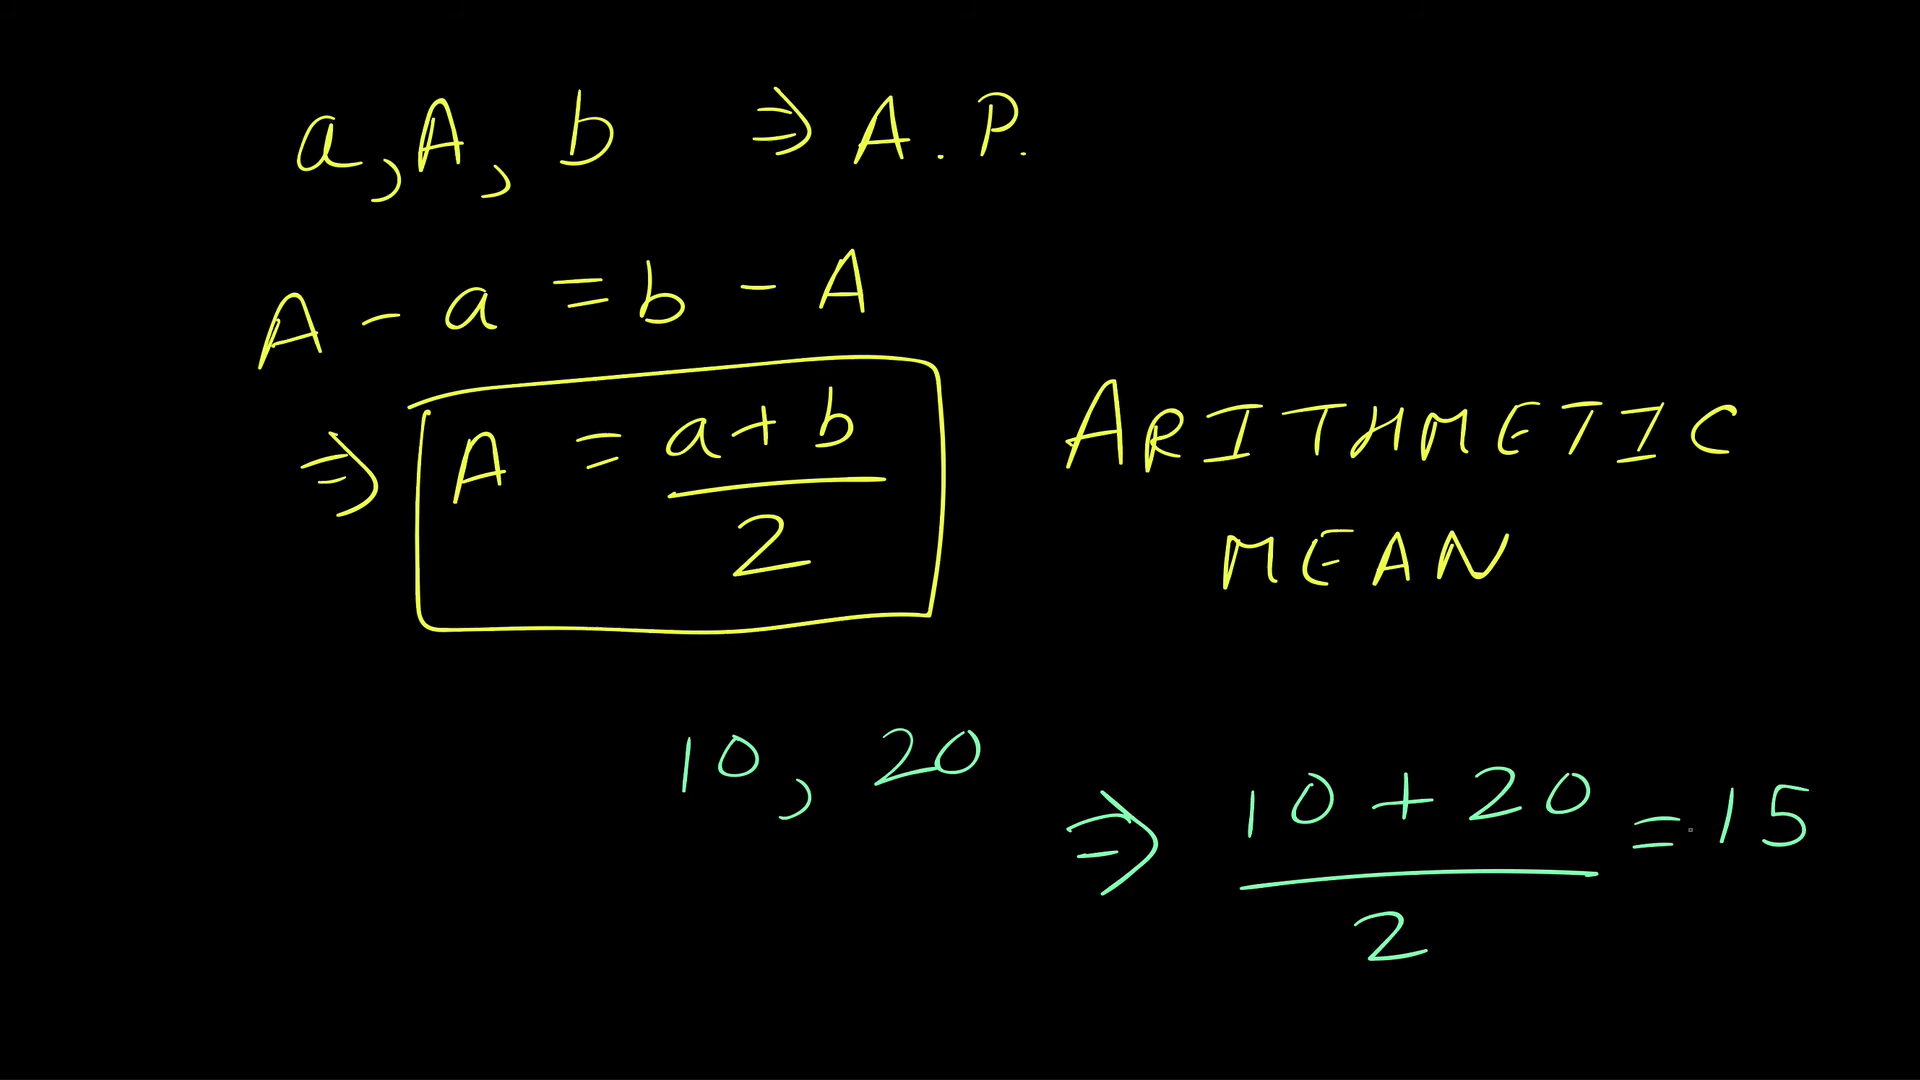 a, A, b ⇒ A.P.
A - a = b - A
⇒ A = (a+b)/2
ARITHMETIC
MEAN
10, 20
⇒ (10+20)/2 = 15